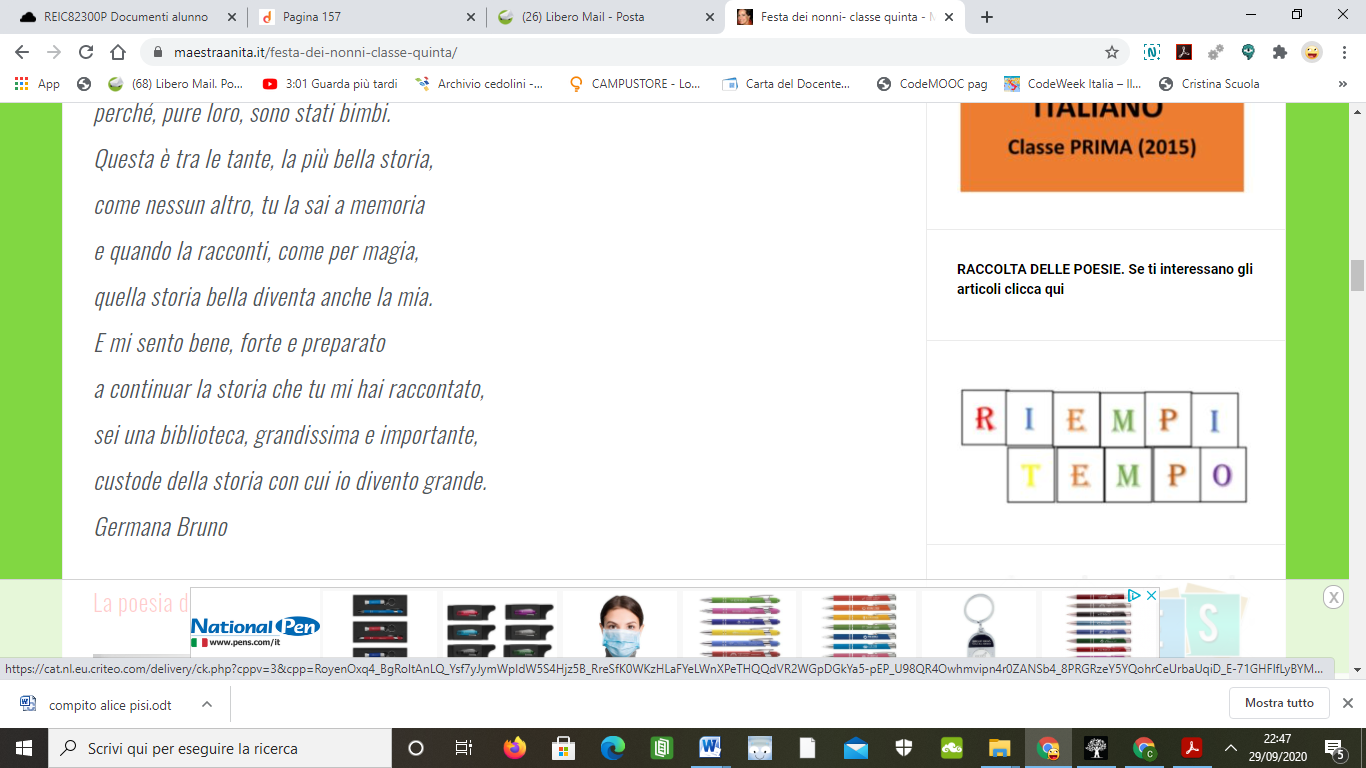 REIC82300P Documenti alunno
Pagina 157
(26) Libero Mail - Posta
Festa dei nonni- classe quinta - M
maestraanita.it/festa-dei-nonni-classe-quinta/
App
(68) Libero Mail. Po...
3:01 Guarda più tardi
Archivio cedolini -...
CAMPUSTORE - Lo...
Carta del Docente...
CodeMOOC pag
CodeWeek Italia – Il...
Cristina Scuola
»
perché, pure loro, sono stati bimbi.
Questa è tra le tante, la più bella storia,
come nessun altro, tu la sai a memoria
e quando la racconti, come per magia,
quella storia bella diventa anche la mia.
E mi sento bene, forte e preparato
a continuar la storia che tu mi hai raccontato,
sei una biblioteca, grandissima e importante,
custode della storia con cui io divento grande.
Germana Bruno
La poesia d
ITALIANO
Classe PRIMA (2015)
RACCOLTA DELLE POESIE. Se ti interessano gli
articoli clicca qui
RIEMPI
TEMPO
National Pen
www.pens.com/it
S
X
compito alice pisi.odt
Mostra tutto
Scrivi qui per eseguire la ricerca
22:47
29/09/2020
5